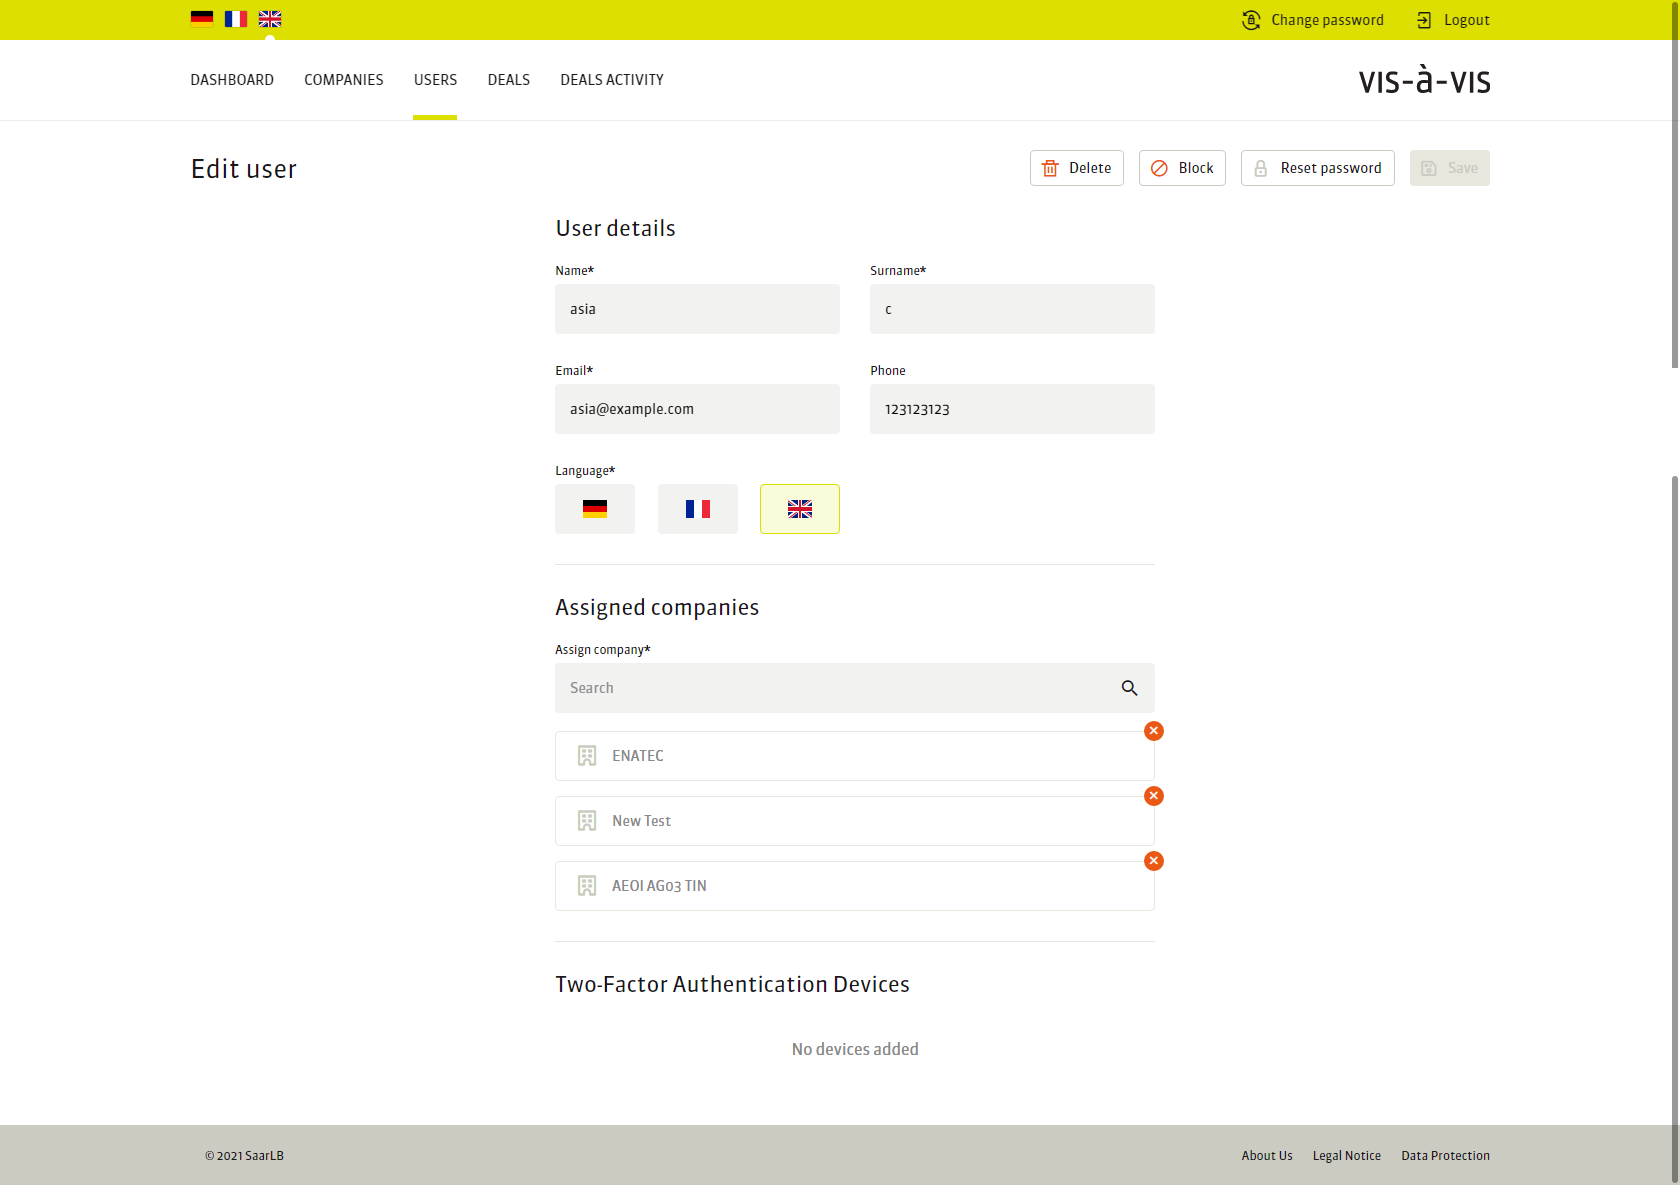 Change password
Logout
DASHBOARD
COMPANIES
USERS
DEALS
DEALS ACTIVITY
VIS-à-VIS
Edit user
Delete
Block
Reset password
Save
User details
Name*
Surname*
asia
c
Email*
Phone
asia@example.com
123123123
Language*
Assigned companies
Assign company*
Search
ENATEC
New Test
AEOI AG03 TIN
Two-Factor Authentication Devices
No devices added
© 2021 SaarLB
About Us
Legal Notice
Data Protection